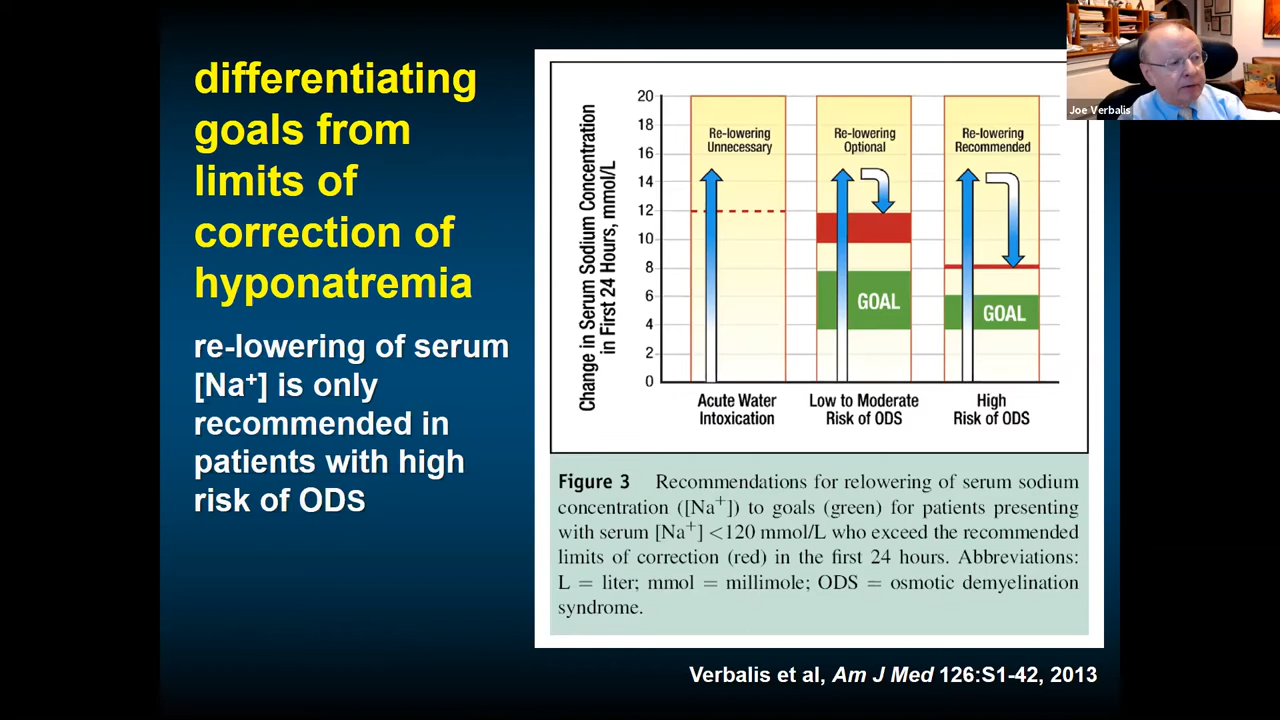 differentiating
goals from
limits of
correction of
hyponatremia
re-lowering of serum
[Na⁺] is only
recommended in
patients with high
risk of ODS
Change in Serum Sodium Concentration
in First 24 Hours, mmol/L
20
18
16
14
12
10
8
6
4
2
0
Re-lowering
Unnecessary
Re-lowering
Optional
Re-lowering
Recommended
GOAL
GOAL
Acute Water
Intoxication
Low to Moderate
Risk of ODS
High
Risk of ODS
Figure 3 Recommendations for relowering of serum sodium
concentration ([Na⁺]) to goals (green) for patients presenting
with serum [Na⁺] <120 mmol/L who exceed the recommended
limits of correction (red) in the first 24 hours. Abbreviations:
L = liter; mmol = millimole; ODS = osmotic demyelination
syndrome.
Verbalis et al, Am J Med 126:S1-42, 2013
Joe Verbalis